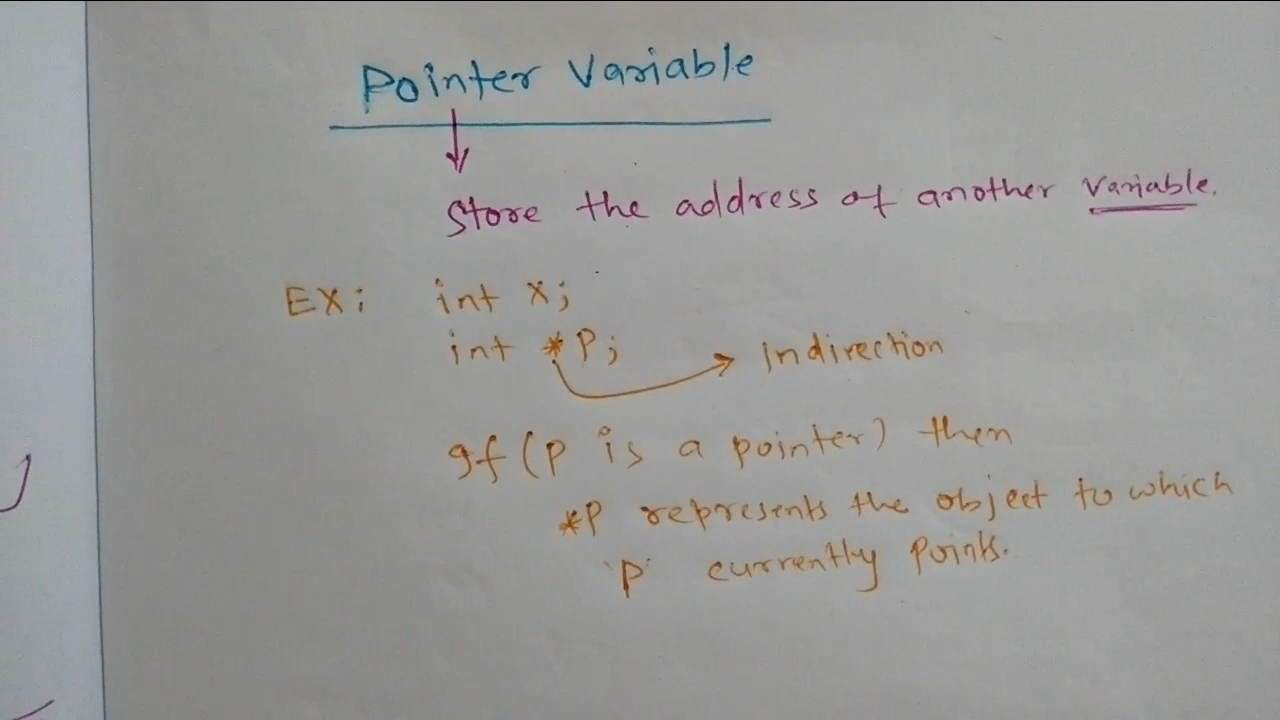 Pointer Variable
Store the address of another variable.
EX: int x;
int *P; indirection
If (P is a pointer) then
*P represents the object to which
'P' currently points.